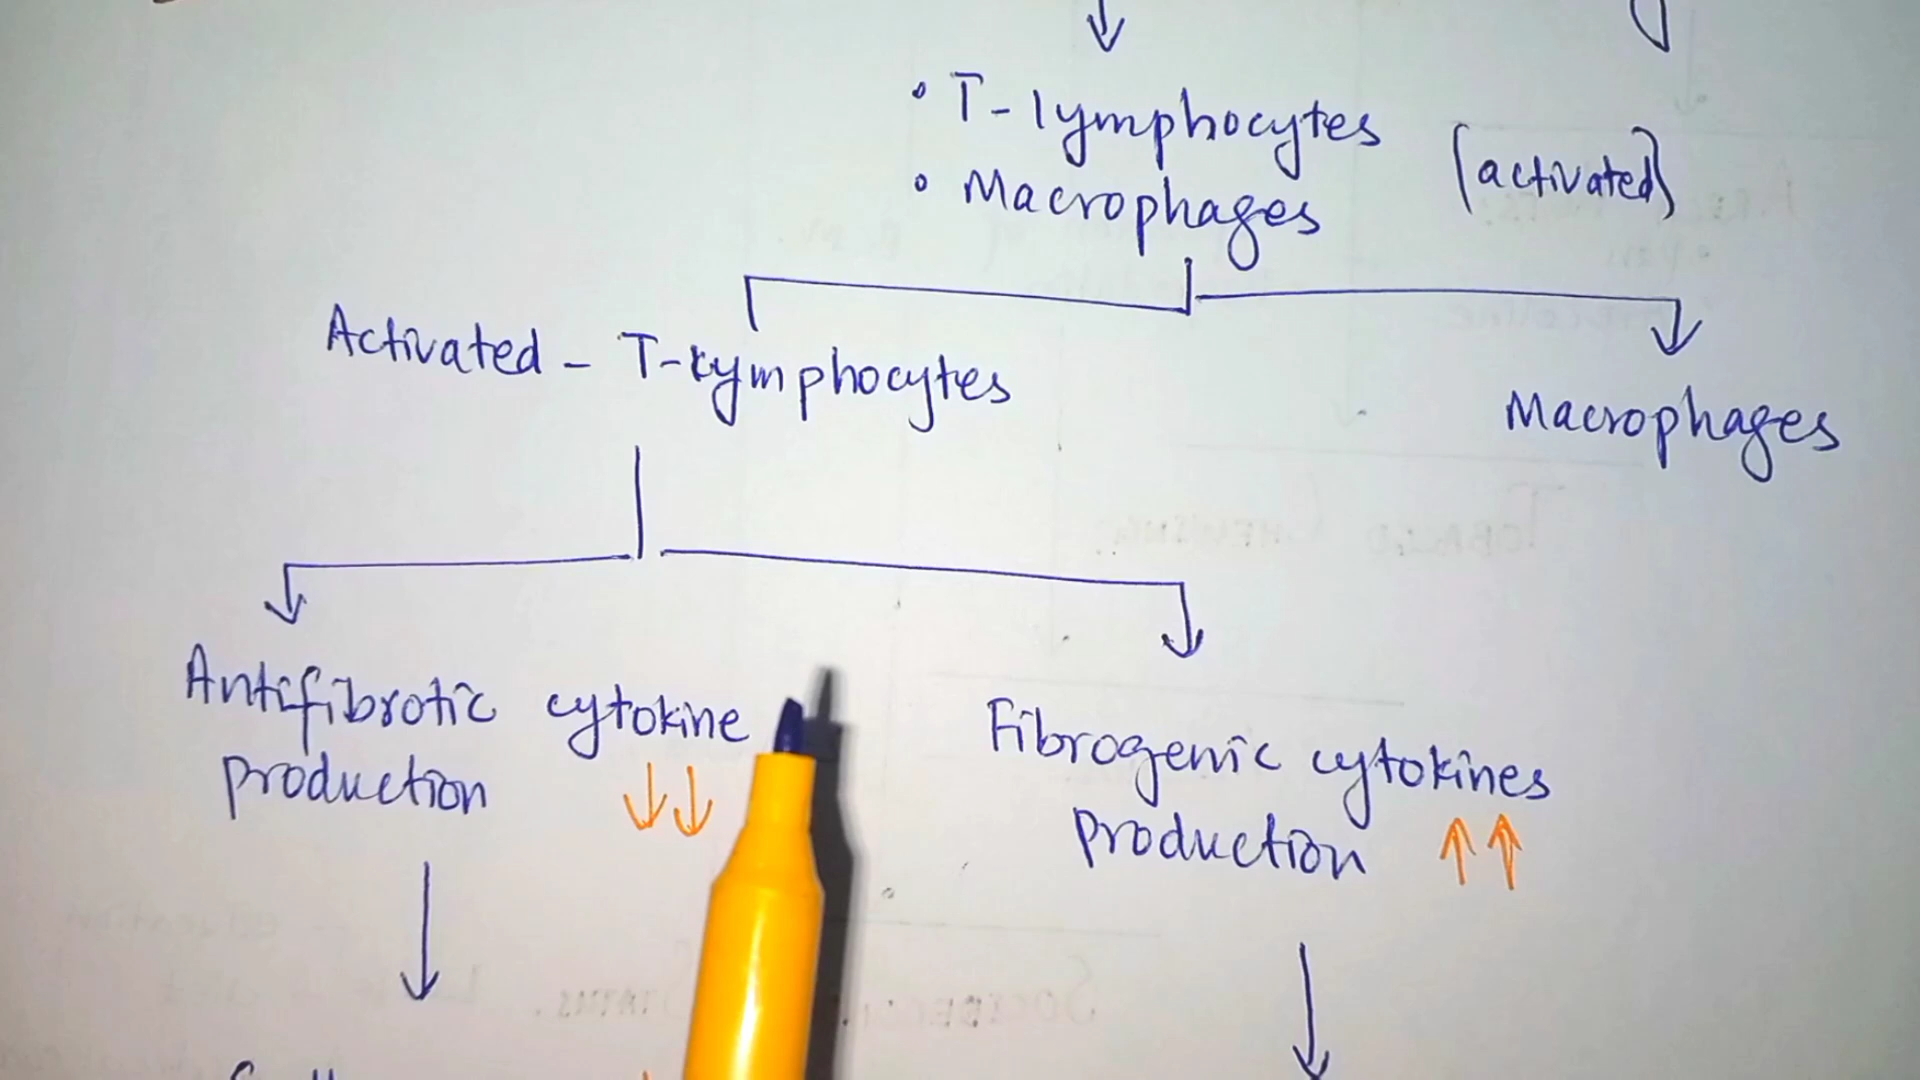 • T-lymphocytes
• Macrophages
(activated)
Activated - T-lymphocytes
Macrophages
Antifibrotic cytokine
production ↓↓
Fibrogenic cytokines
production ↑↑